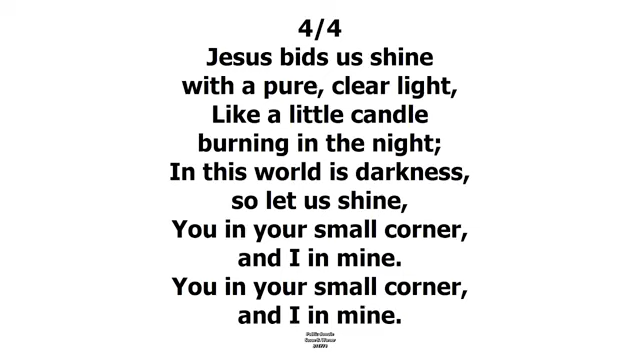 4/4
Jesus bids us shine
with a pure, clear light,
Like a little candle
burning in the night;
In this world is darkness,
so let us shine,
You in your small corner,
and I in mine.
You in your small corner,
and I in mine.
Public Domain